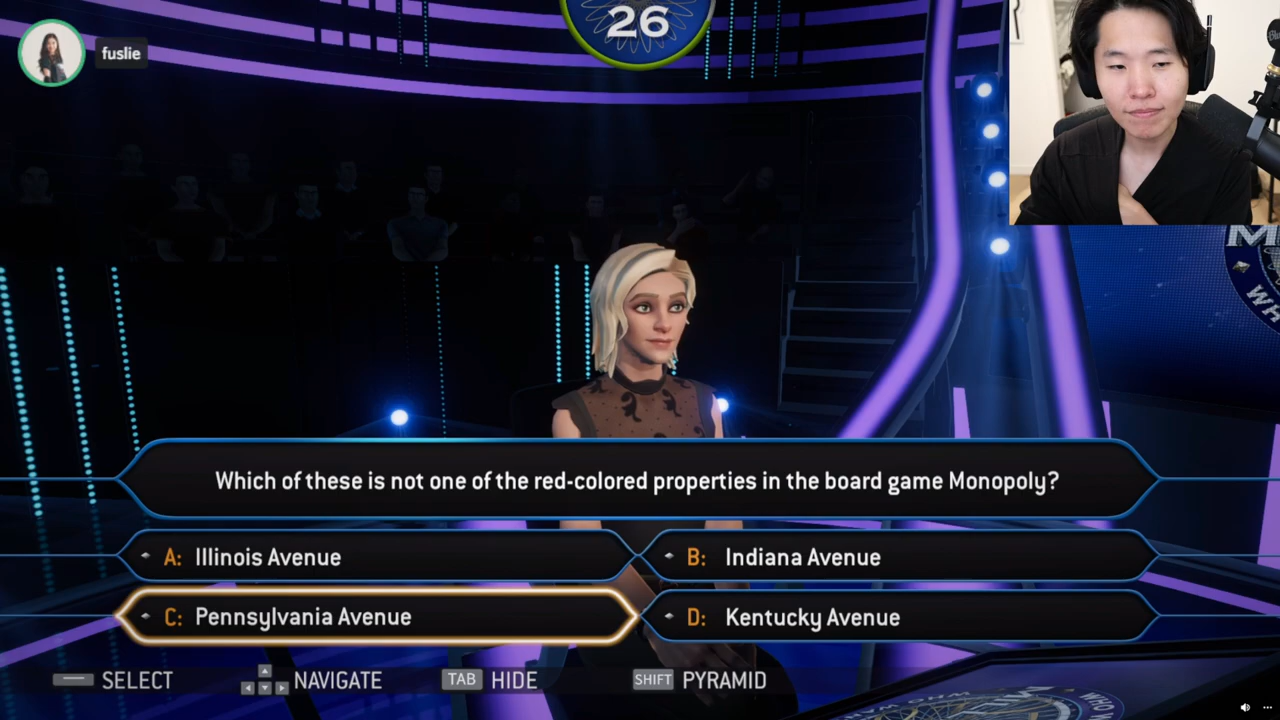 26
fuslie
Which of these is not one of the red-colored properties in the board game Monopoly?
A: Illinois Avenue
B: Indiana Avenue
C: Pennsylvania Avenue
D: Kentucky Avenue
SELECT
NAVIGATE
TAB HIDE
SHIFT PYRAMID